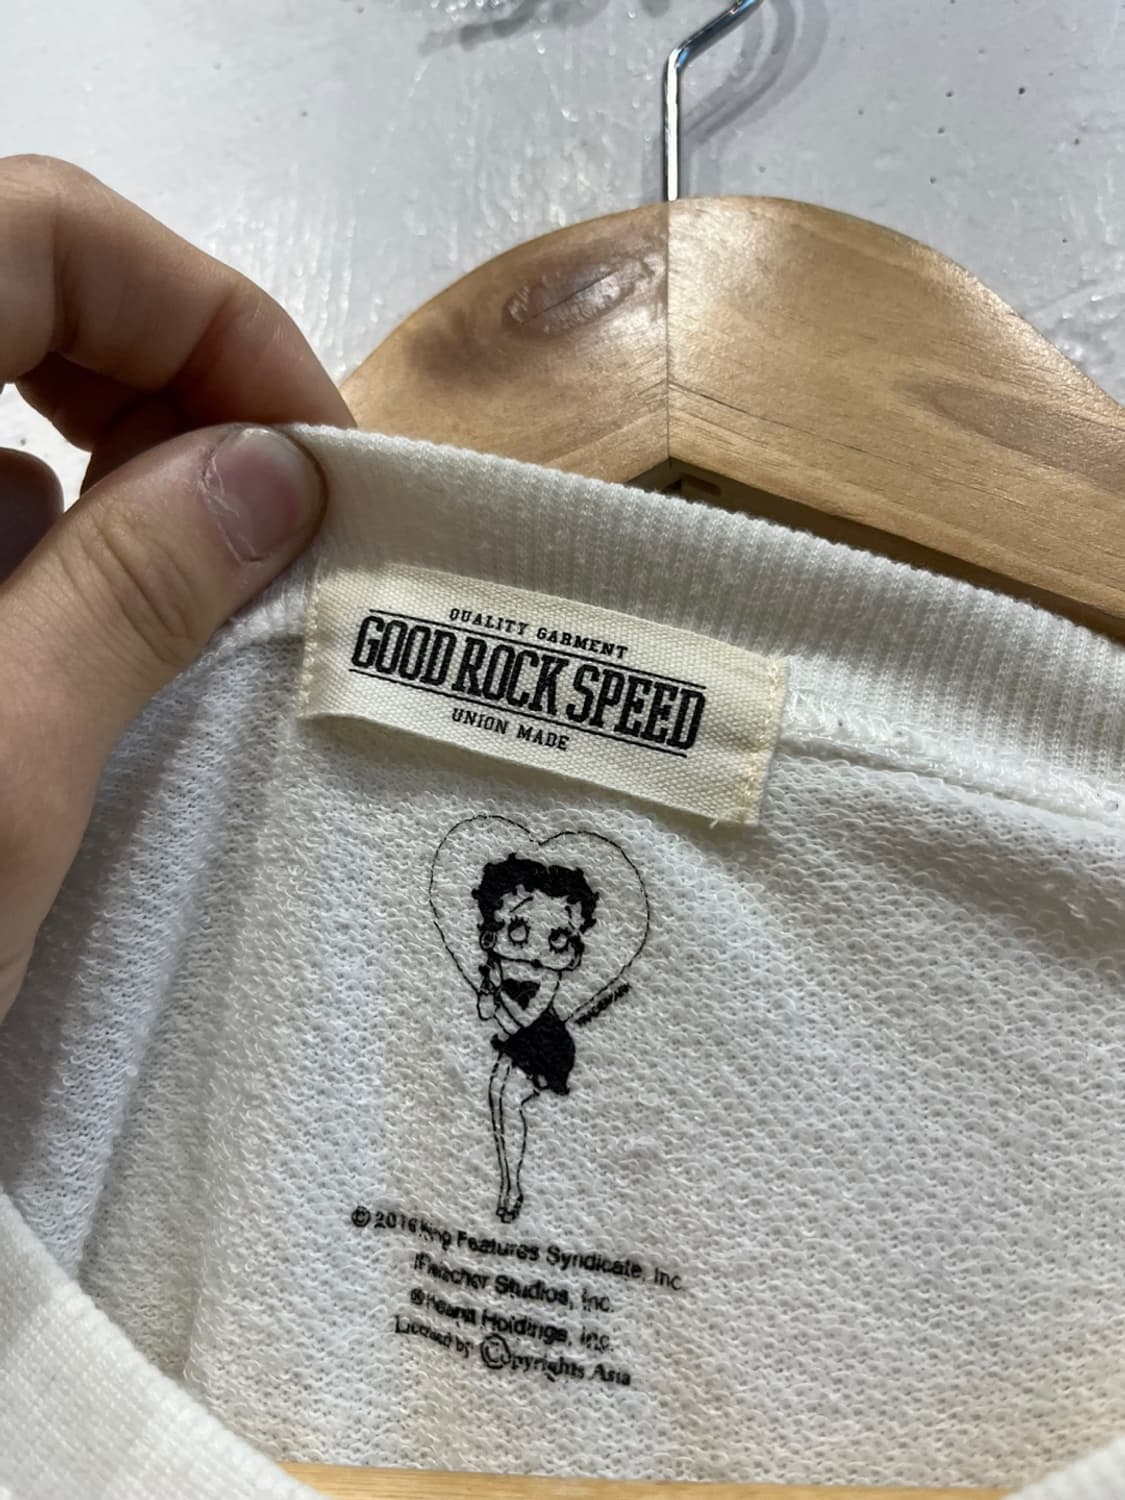 QUALITY GARMENT
GOOD ROCK SPEED
UNION MADE
© 2016 King Features Syndicate, Inc.
/Fleischer Studios, Inc.
® Hearst Holdings, Inc.
Licensed by Copyrights Asia